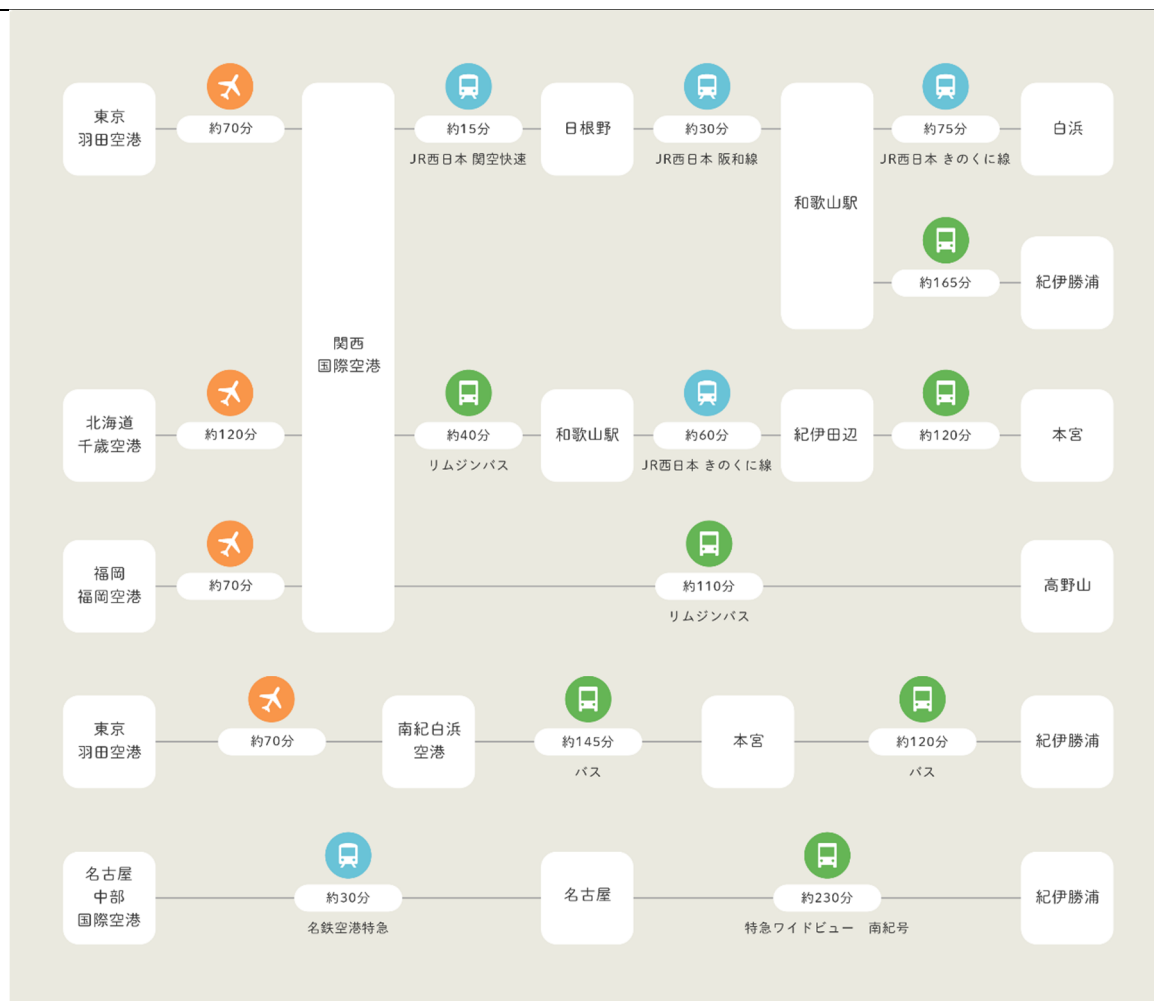 東京
羽田空港
約70分
約15分
JR西日本 関空快速
日根野
約30分
JR西日本 阪和線
和歌山駅
約75分
JR西日本 きのくに線
白浜
約165分
紀伊勝浦
関西
国際空港
北海道
千歳空港
約120分
約40分
リムジンバス
和歌山駅
約60分
JR西日本 きのくに線
紀伊田辺
約120分
本宮
福岡
福岡空港
約70分
約110分
リムジンバス
高野山
東京
羽田空港
約70分
南紀白浜
空港
約145分
バス
本宮
約120分
バス
紀伊勝浦
名古屋
中部
国際空港
約30分
名鉄空港特急
名古屋
約230分
特急ワイドビュー　南紀号
紀伊勝浦